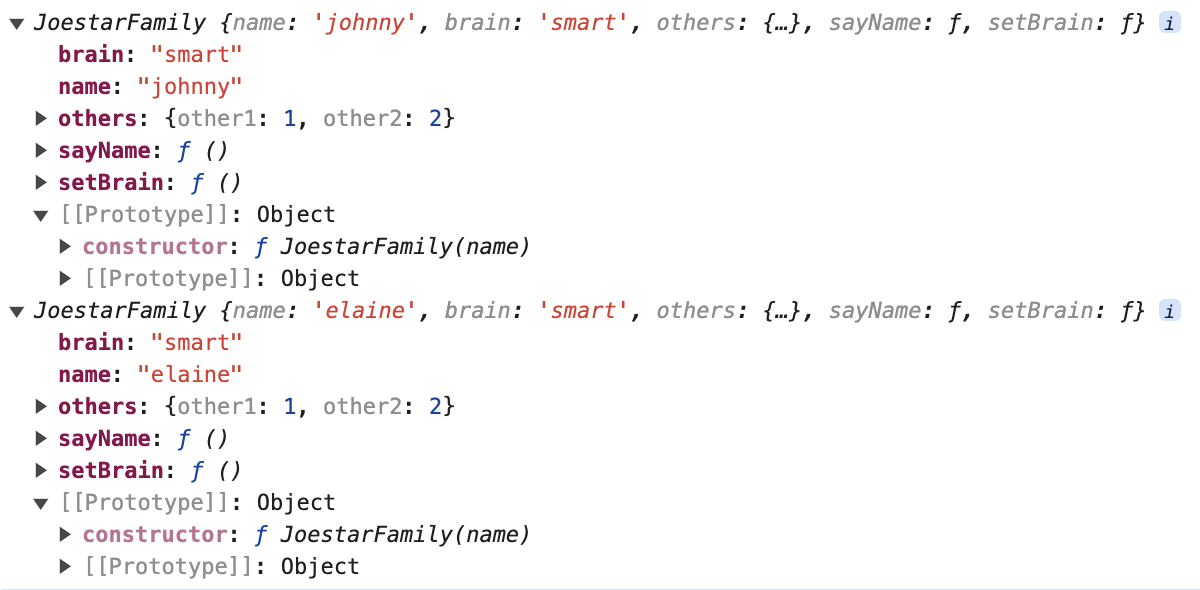 ▼ JoestarFamily {name: 'johnny', brain: 'smart', others: {…}, sayName: ƒ, setBrain: ƒ} i
brain: "smart"
name: "johnny"
▶ others: {other1: 1, other2: 2}
▶ sayName: ƒ ()
▶ setBrain: ƒ ()
▼ [[Prototype]]: Object
▶ constructor: ƒ JoestarFamily(name)
▶ [[Prototype]]: Object
▼ JoestarFamily {name: 'elaine', brain: 'smart', others: {…}, sayName: ƒ, setBrain: ƒ} i
brain: "smart"
name: "elaine"
▶ others: {other1: 1, other2: 2}
▶ sayName: ƒ ()
▶ setBrain: ƒ ()
▼ [[Prototype]]: Object
▶ constructor: ƒ JoestarFamily(name)
▶ [[Prototype]]: Object